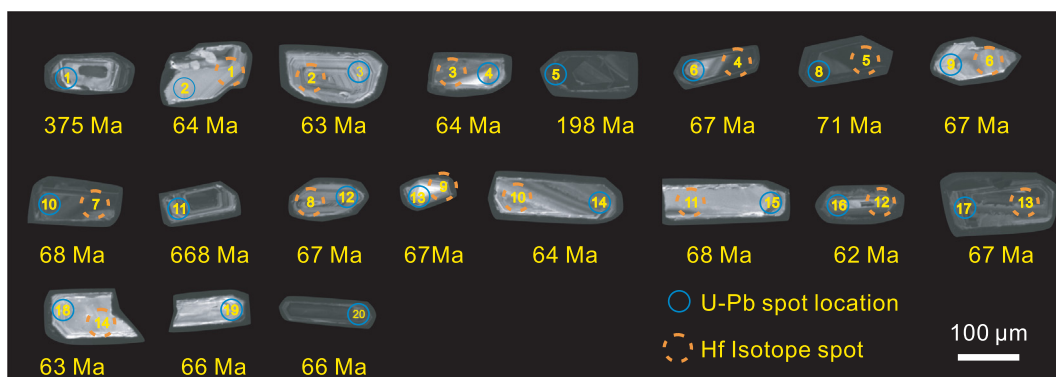 1 2 1 2 3 3 4 5 6 4 8 5 9 6
375 Ma 64 Ma 63 Ma 64 Ma 198 Ma 67 Ma 71 Ma 67 Ma
10 7 11 8 12 13 9 10 14 11 15 16 12 17 13
68 Ma 668 Ma 67 Ma 67Ma 64 Ma 68 Ma 62 Ma 67 Ma
18 14 19 20
63 Ma 66 Ma 66 Ma
U-Pb spot location
Hf Isotope spot
100 µm